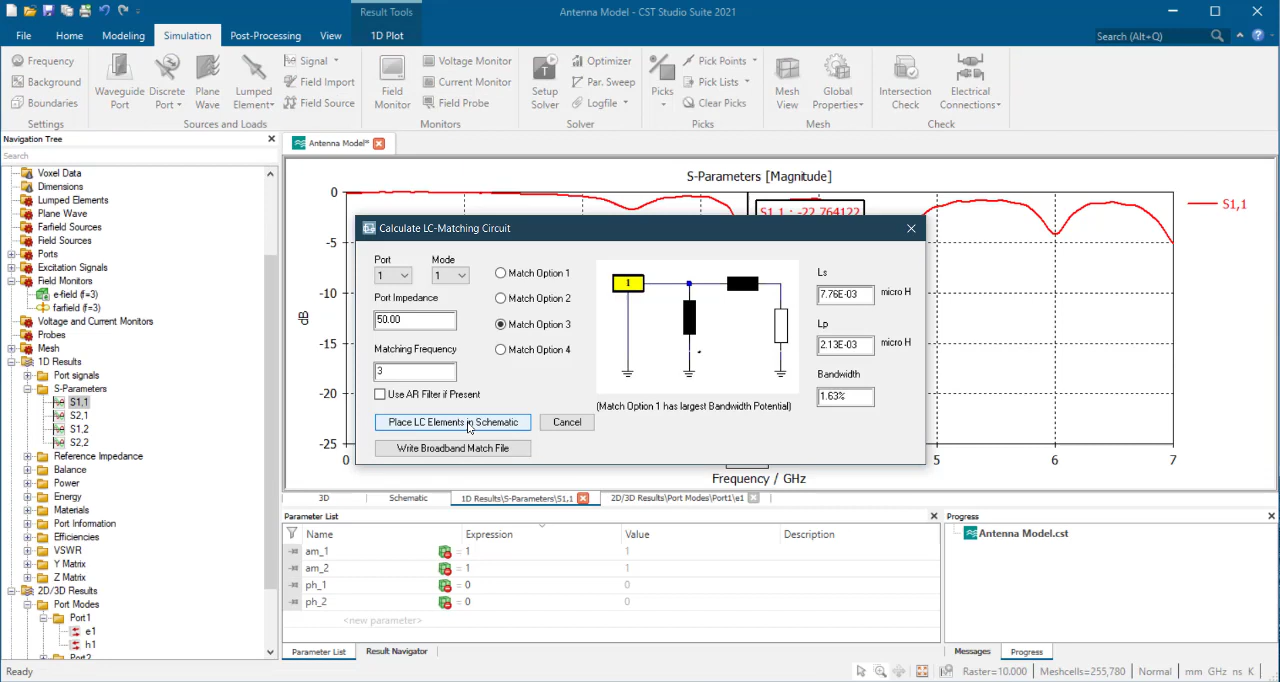 Result Tools
Antenna Model - CST Studio Suite 2021
File Home Modeling Simulation Post-Processing View 1D Plot
Search (Alt+Q)
Frequency
Background
Boundaries
Settings
Waveguide Port
Discrete Port
Plane Wave
Lumped Element
Signal
Field Import
Field Source
Sources and Loads
Field Monitor
Voltage Monitor
Current Monitor
Field Probe
Monitors
Setup Solver
Optimizer
Par. Sweep
Logfile
Solver
Picks
Pick Points
Pick Lists
Clear Picks
Picks
Mesh View
Global Properties
Mesh
Intersection Check
Electrical Connections
Check
Navigation Tree
Search
Voxel Data
Dimensions
Lumped Elements
Plane Wave
Farfield Sources
Field Sources
Ports
Excitation Signals
Field Monitors
e-field (f=3)
farfield (f=3)
Voltage and Current Monitors
Probes
Mesh
1D Results
Port signals
S-Parameters
S1,1
S2,1
S1,2
S2,2
Reference Impedance
Balance
Power
Energy
Materials
Port Information
Efficiencies
VSWR
Y Matrix
Z Matrix
2D/3D Results
Port Modes
Port1
e1
h1
Port2
Antenna Model*
S-Parameters [Magnitude]
S1,1 : -22.764122
S1,1
0
-5
-10
-15
-20
-25
dB
0 5 6 7
Frequency / GHz
Calculate LC-Matching Circuit
Port Mode
1 1
Port Impedance
50.00
Matching Frequency
3
Use AR Filter if Present
Match Option 1
Match Option 2
Match Option 3
Match Option 4
1
(Match Option 1 has largest Bandwidth Potential)
Ls
7.76E-03 micro H
Lp
2.13E-03 micro H
Bandwidth
1.63%
Place LC Elements in Schematic
Cancel
Write Broadband Match File
3D Schematic 1D Results\S-Parameters\S1,1 2D/3D Results\Port Modes\Port1\e1
Parameter List
Name Expression Value Description
am_1 = 1 1
am_2 = 1 1
ph_1 = 0 0
ph_2 = 0 0
<new parameter>
Parameter List Result Navigator
Progress
Antenna Model.cst
Messages Progress
Ready
Raster=10.000 Meshcells=255,780 Normal mm GHz ns K